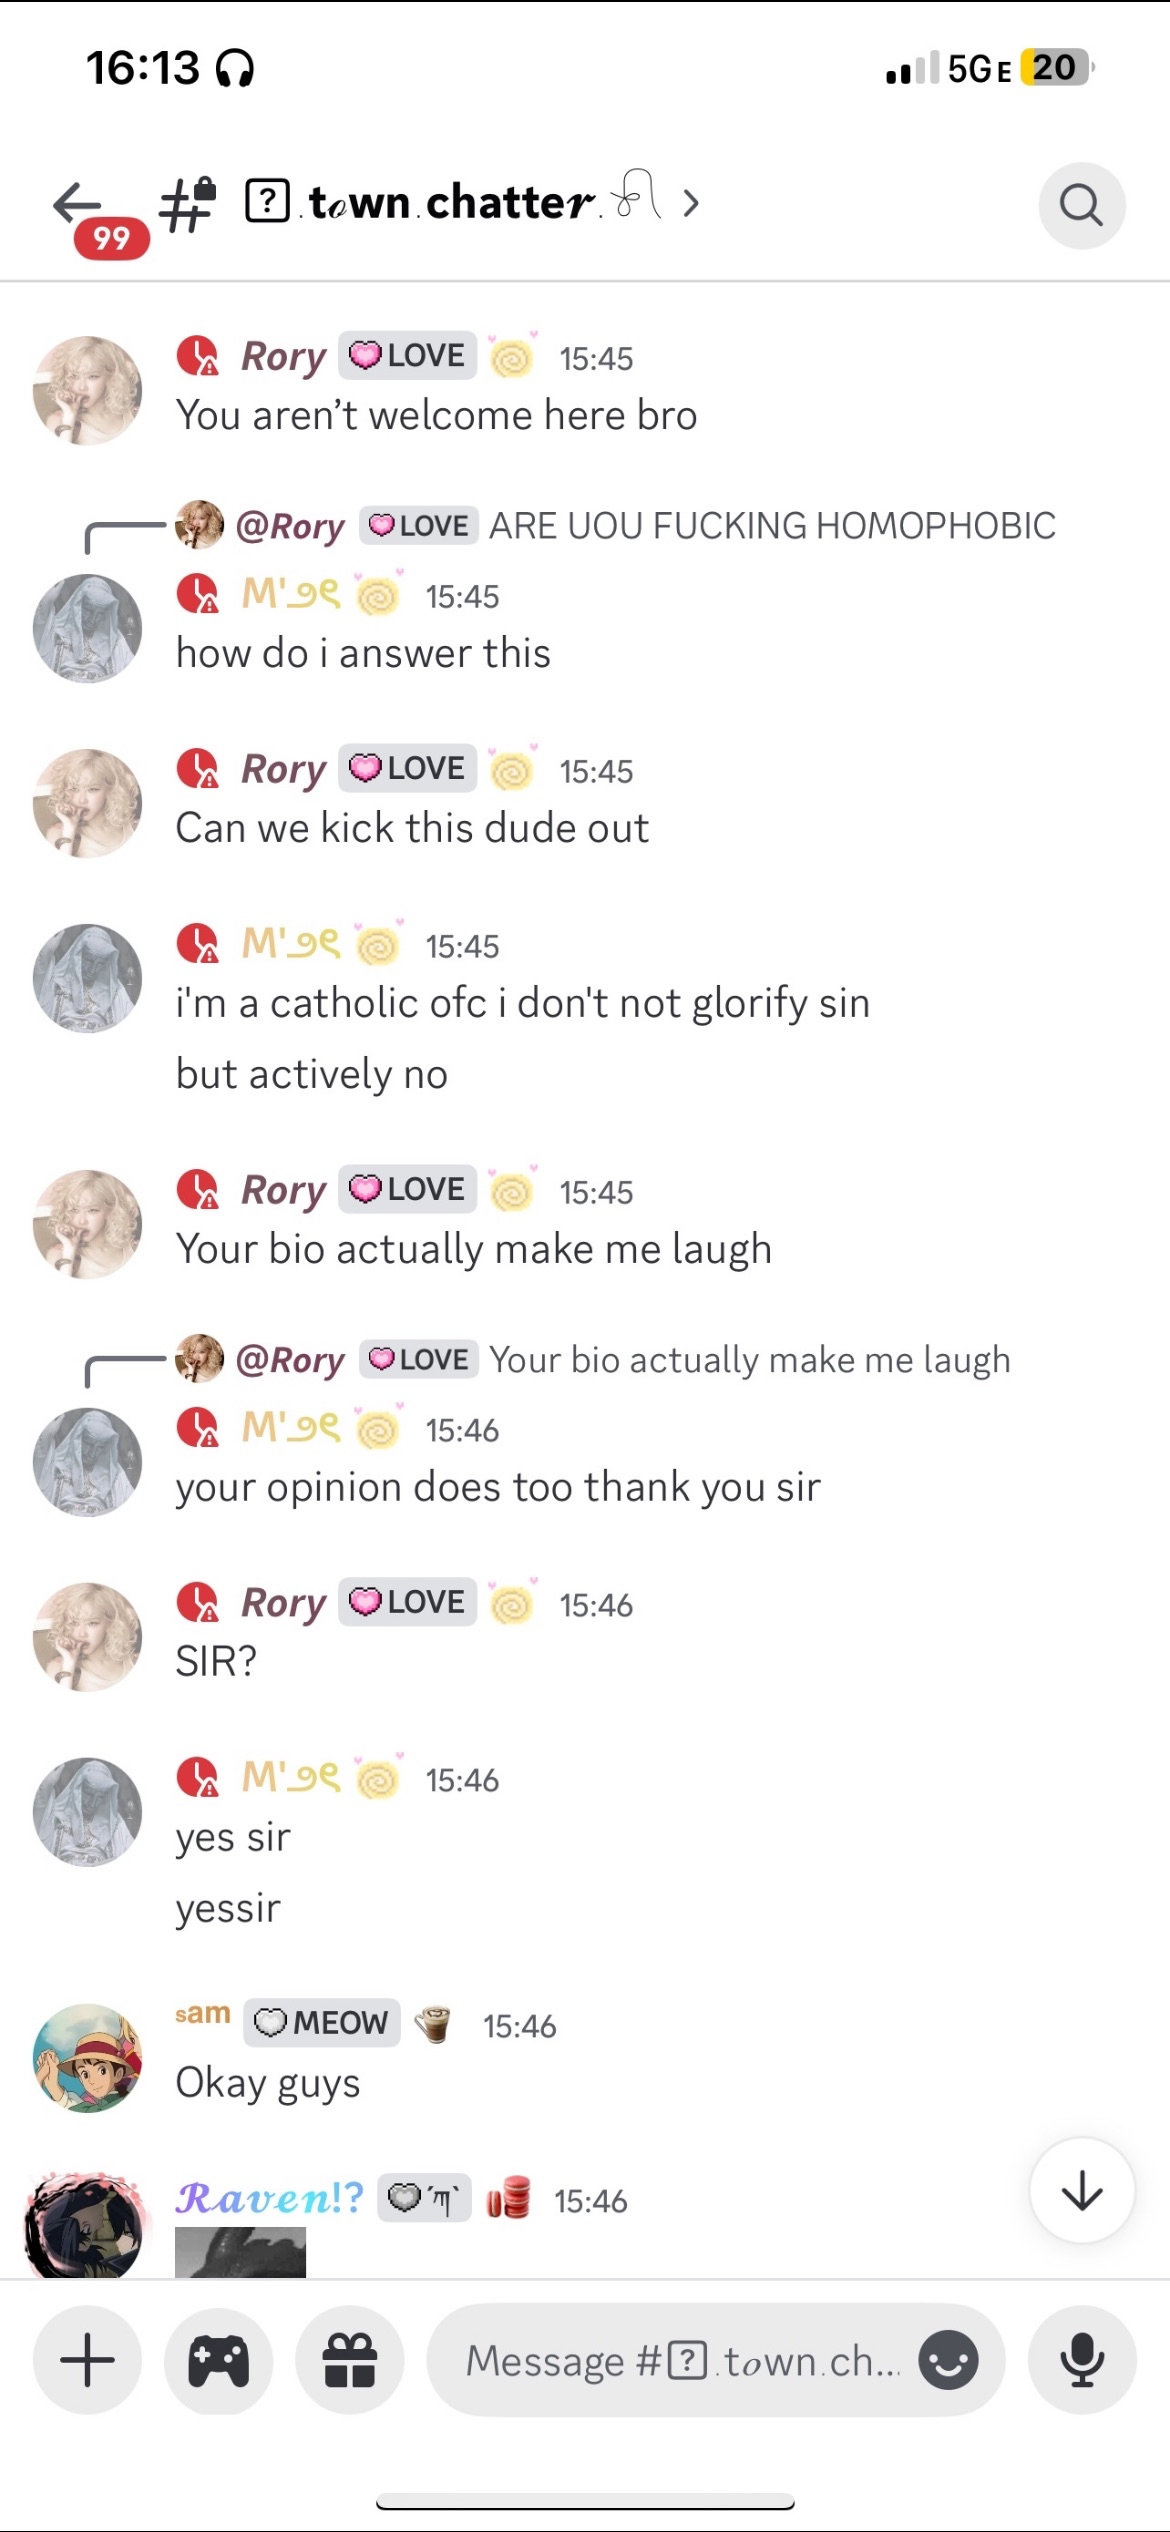 16:13
5GE 20
99
# ? .town.chatter.
Rory LOVE 15:45
You aren’t welcome here bro
@Rory LOVE ARE UOU FUCKING HOMOPHOBIC
M'୨୧ 15:45
how do i answer this
Rory LOVE 15:45
Can we kick this dude out
M'୨୧ 15:45
i'm a catholic ofc i don't not glorify sin
but actively no
Rory LOVE 15:45
Your bio actually make me laugh
@Rory LOVE Your bio actually make me laugh
M'୨୧ 15:46
your opinion does too thank you sir
Rory LOVE 15:46
SIR?
M'୨୧ 15:46
yes sir
yessir
sam MEOW 15:46
Okay guys
Raven!? 15:46
Message # ? .town.ch...